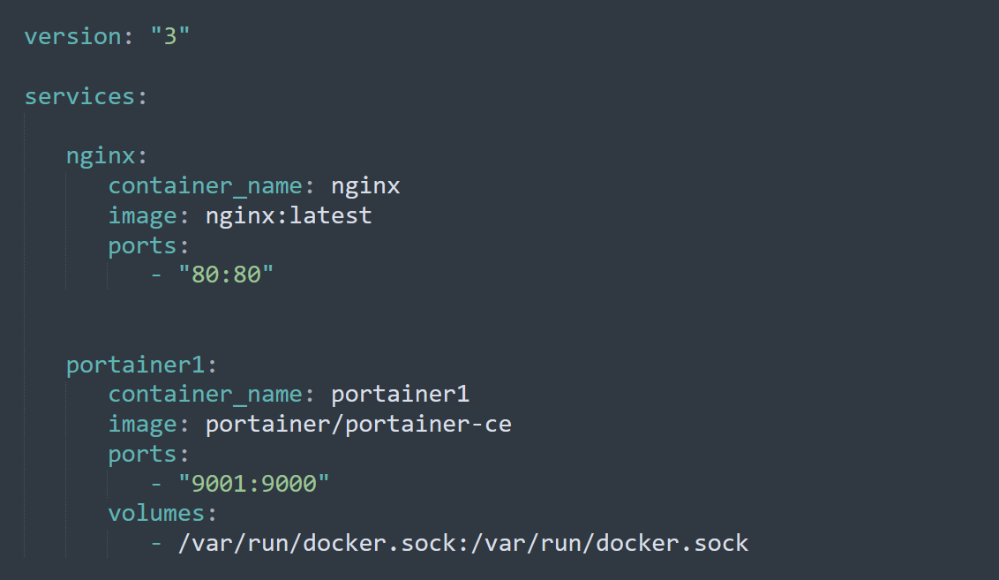 version: "3"
services:
nginx:
container_name: nginx
image: nginx:latest
ports:
- "80:80"
portainer1:
container_name: portainer1
image: portainer/portainer-ce
ports:
- "9001:9000"
volumes:
- /var/run/docker.sock:/var/run/docker.sock